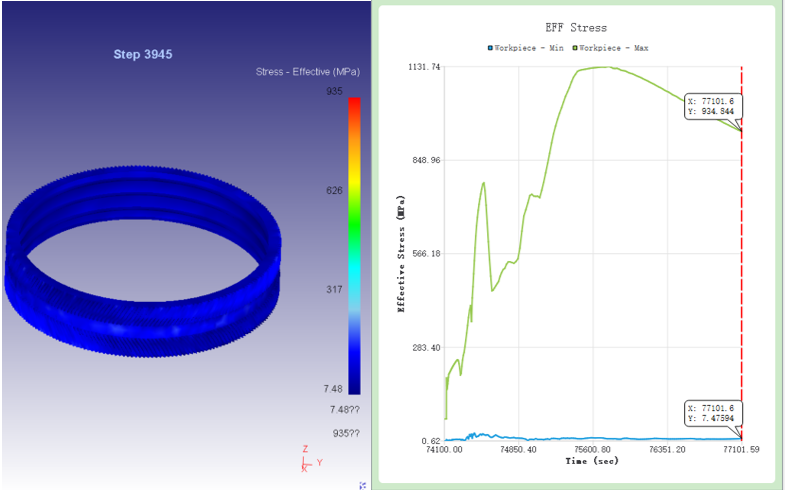 Step 3945
Stress - Effective (MPa)
935
626
317
7.48
7.48??
935??
Z
Y
X
EFF Stress
Workpiece - Min Workpiece - Max
1131.74
848.96
566.18
283.40
0.62
Effective Stress (MPa)
X: 77101.6
Y: 934.844
X: 77101.6
Y: 7.47594
74100.00 74850.40 75600.80 76351.20 77101.59
Time (sec)